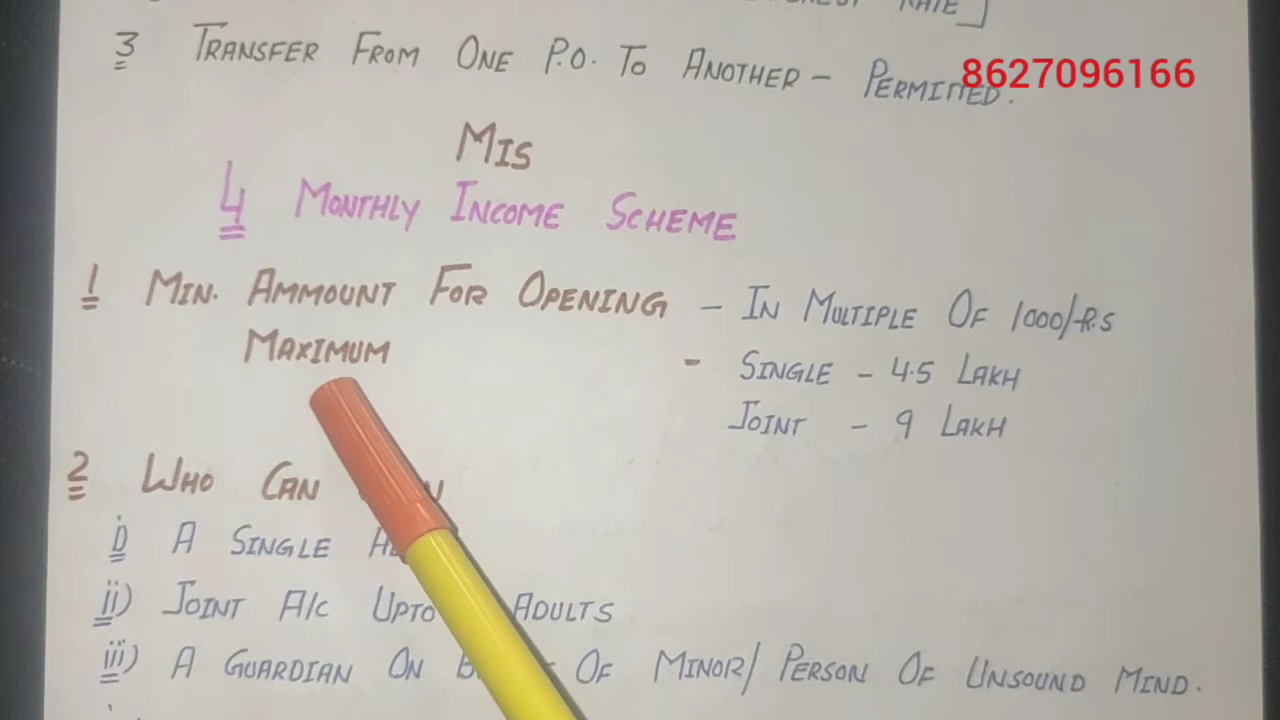 RATE]
3 TRANSFER FROM ONE P.O. TO ANOTHER - PERMITTED.
8627096166
MIS
4 MONTHLY INCOME SCHEME
1 MIN. AMMOUNT FOR OPENING - IN MULTIPLE OF 1000/-RS
MAXIMUM - SINGLE - 4.5 LAKH
JOINT - 9 LAKH
2 WHO CAN
i) A SINGLE
ii) JOINT A/C UPTO ADULTS
iii) A GUARDIAN ON OF MINOR/ PERSON OF UNSOUND MIND.